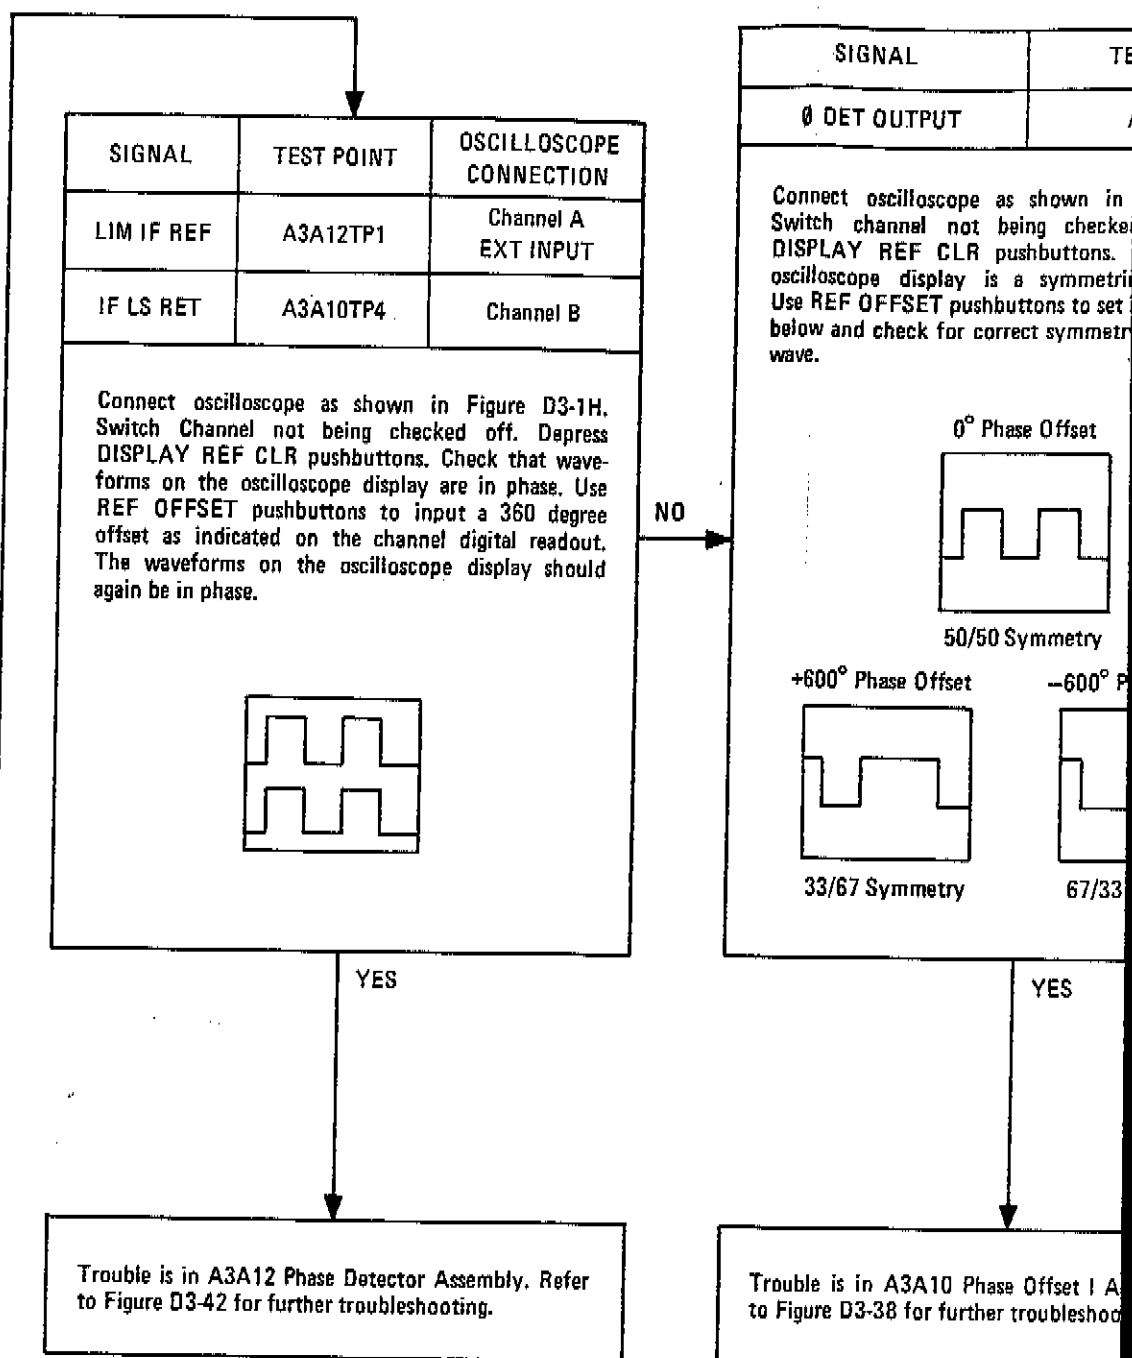 SIGNAL
TEST POINT
OSCILLOSCOPE
CONNECTION
LIM IF REF
A3A12TP1
Channel A
EXT INPUT
IF LS RET
A3A10TP4
Channel B
Connect oscilloscope as shown in Figure D3-1H.
Switch Channel not being checked off. Depress
DISPLAY REF CLR pushbuttons. Check that wave-
forms on the oscilloscope display are in phase. Use
REF OFFSET pushbuttons to input a 360 degree
offset as indicated on the channel digital readout.
The waveforms on the oscilloscope display should
again be in phase.
NO
YES
Trouble is in A3A12 Phase Detector Assembly. Refer
to Figure D3-42 for further troubleshooting.
SIGNAL
TE
Ø DET OUTPUT
Connect oscilloscope as shown in
Switch channel not being checke
DISPLAY REF CLR pushbuttons.
oscilloscope display is a symmetri
Use REF OFFSET pushbuttons to set
below and check for correct symmetr
wave.
0° Phase Offset
50/50 Symmetry
+600° Phase Offset
−600° P
33/67 Symmetry
67/33
YES
Trouble is in A3A10 Phase Offset I A
to Figure D3-38 for further troubleshoo